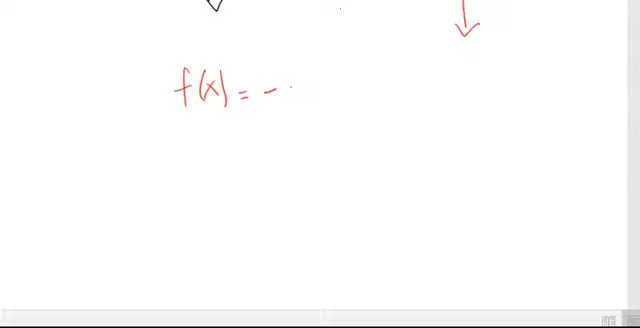 f(x) = -